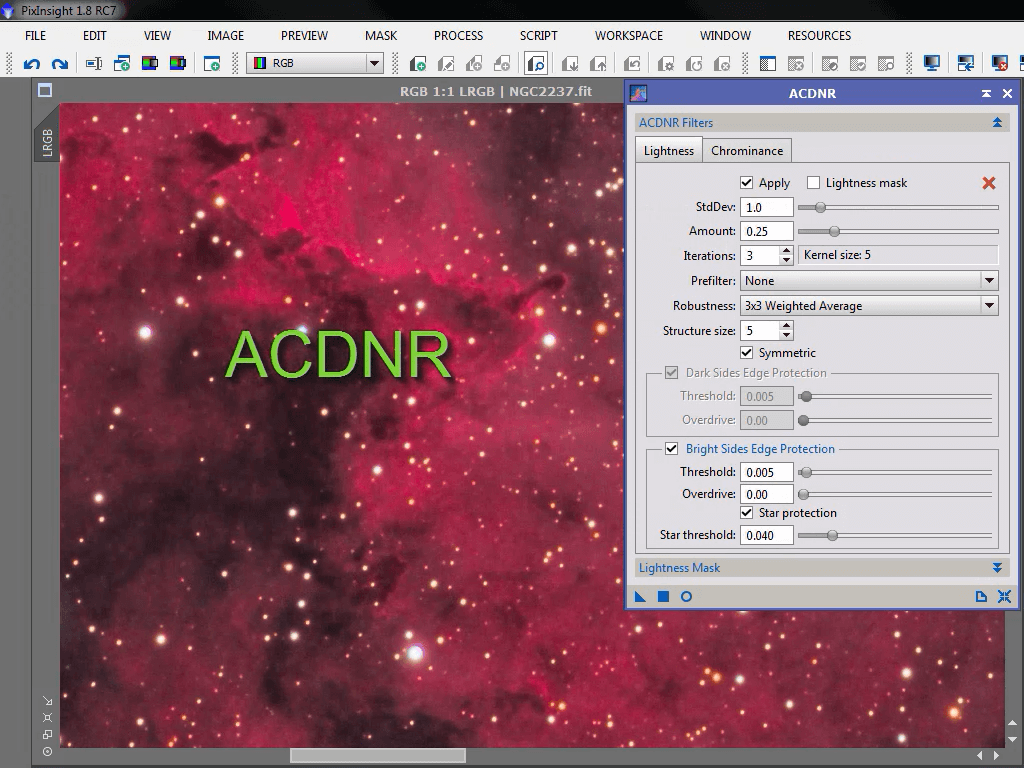 PixInsight 1.8 RC7
FILE EDIT VIEW IMAGE PREVIEW MASK PROCESS SCRIPT WORKSPACE WINDOW RESOURCES
RGB
RGB 1:1 LRGB | NGC2237.fit
LRGB
ACDNR
ACDNR
ACDNR Filters
Lightness Chrominance
Apply Lightness mask
StdDev: 1.0
Amount: 0.25
Iterations: 3 Kernel size: 5
Prefilter: None
Robustness: 3x3 Weighted Average
Structure size: 5
Symmetric
Dark Sides Edge Protection
Threshold: 0.005
Overdrive: 0.00
Bright Sides Edge Protection
Threshold: 0.005
Overdrive: 0.00
Star protection
Star threshold: 0.040
Lightness Mask